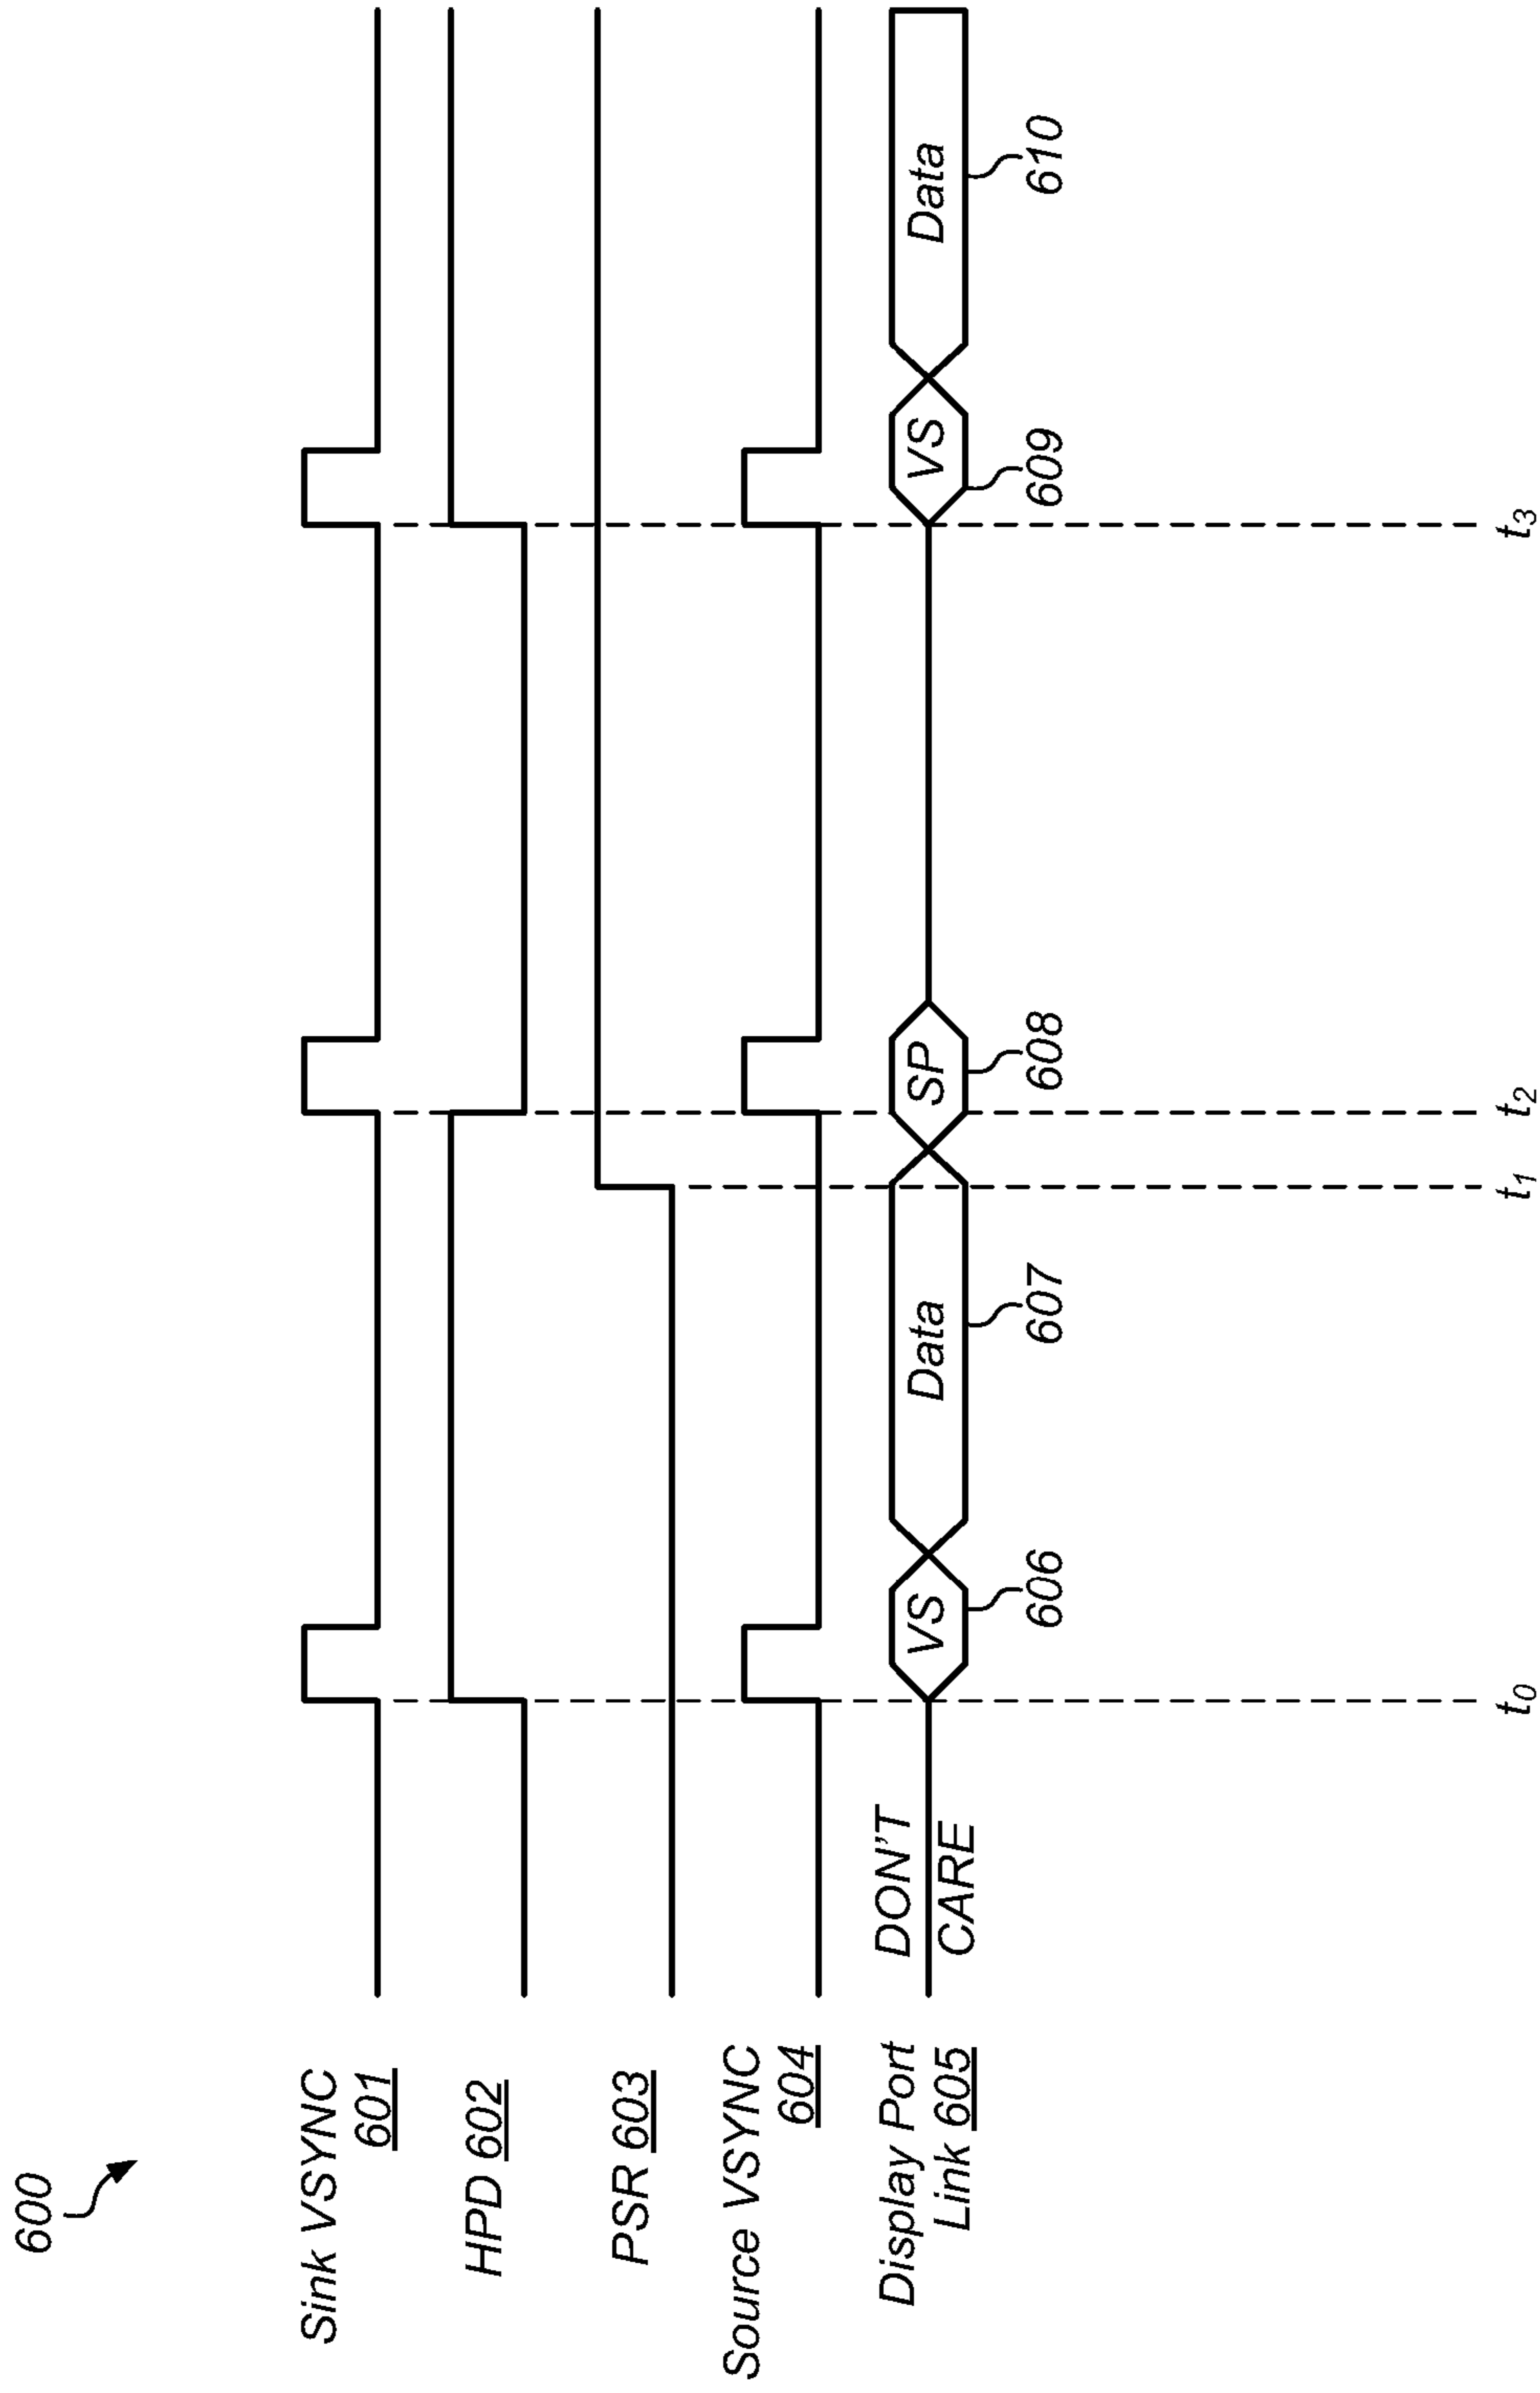 600
Sink VSYNC
601
HPD 602
PSR 603
Source VSYNC
604
Display Port
Link 605
DON'T
CARE
VS
Data
SP
VS
Data
606
607
608
609
610
t0
t1
t2
t3